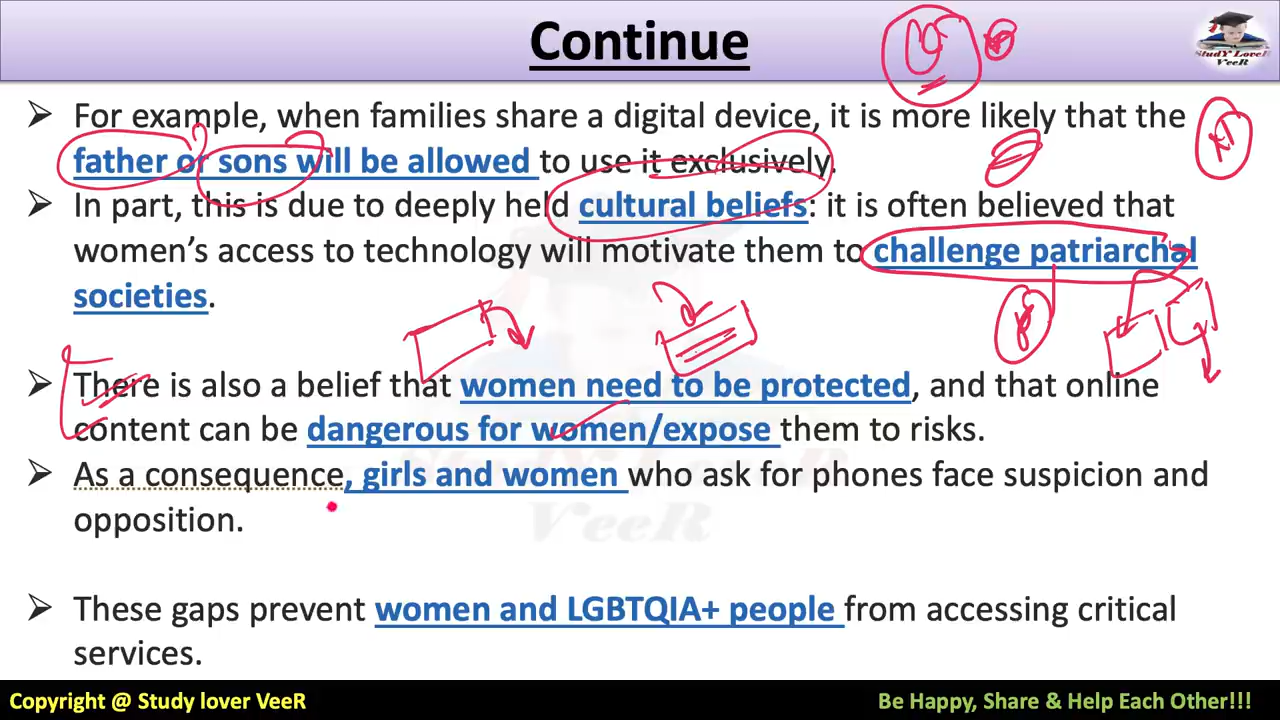 Continue
StudY LoveR
VeeR
➢ For example, when families share a digital device, it is more likely that the
father or sons will be allowed to use it exclusively.
➢ In part, this is due to deeply held cultural beliefs: it is often believed that
women’s access to technology will motivate them to challenge patriarchal
societies.
➢ There is also a belief that women need to be protected, and that online
content can be dangerous for women/expose them to risks.
➢ As a consequence, girls and women who ask for phones face suspicion and
opposition.
VeeR
➢ These gaps prevent women and LGBTQIA+ people from accessing critical
services.
Copyright @ Study lover VeeR
Be Happy, Share & Help Each Other!!!